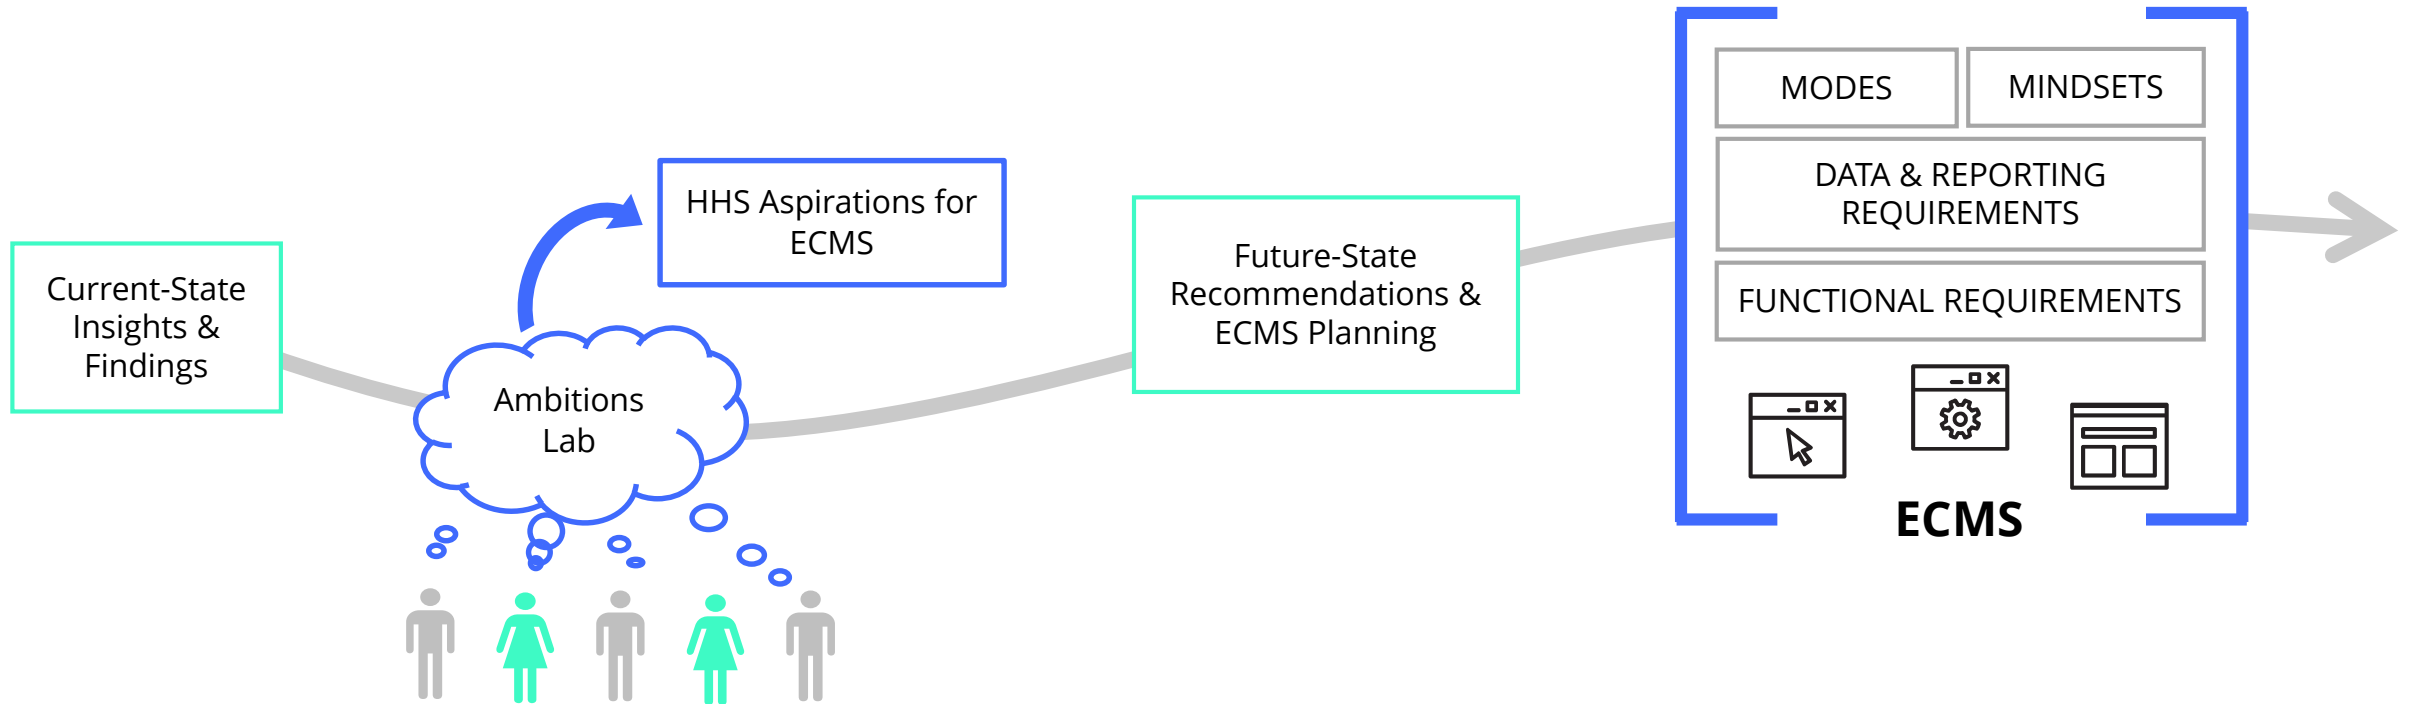 Current-State
Insights &
Findings
Ambitions
Lab
HHS Aspirations for
ECMS
Future-State
Recommendations &
ECMS Planning
MODES
MINDSETS
DATA & REPORTING
REQUIREMENTS
FUNCTIONAL REQUIREMENTS
ECMS